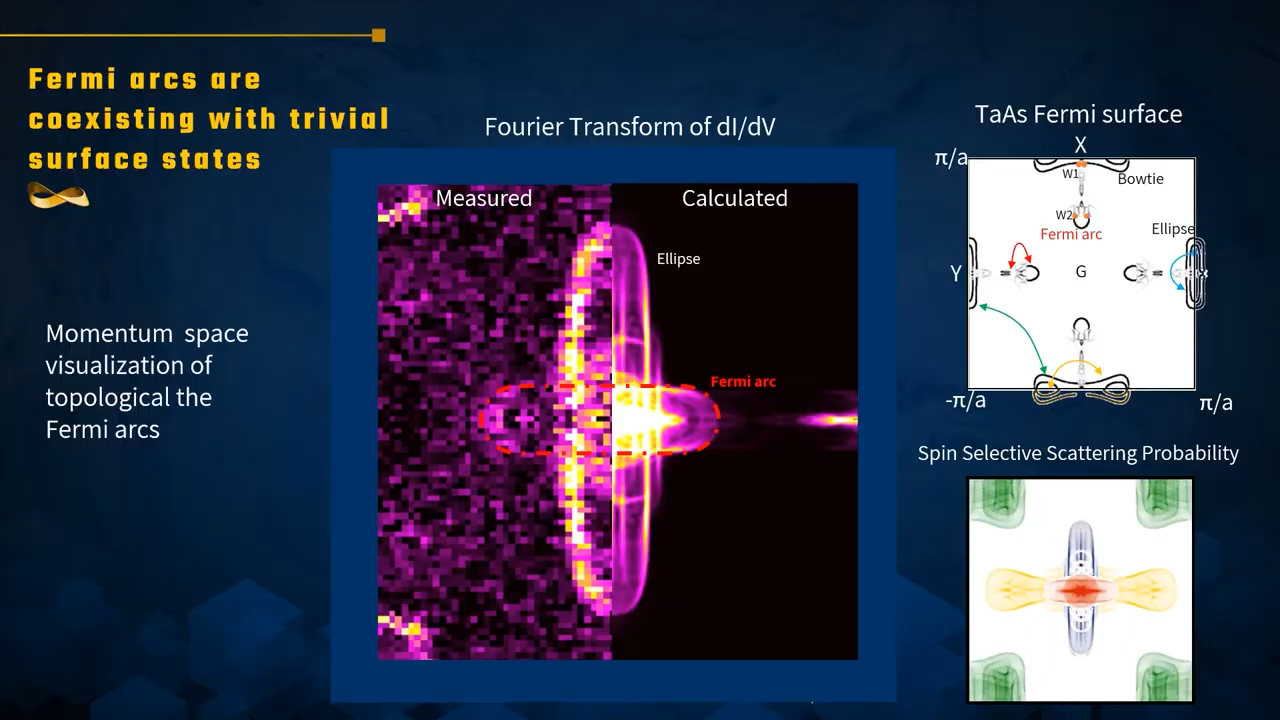 Fermi arcs are
coexisting with trivial
surface states
Momentum space
visualization of
topological the
Fermi arcs
Fourier Transform of dI/dV
Measured
Calculated
Ellipse
Fermi arc
TaAs Fermi surface
X
π/a
W1
Bowtie
W2
Fermi arc
Ellipse
Y
G
-π/a
π/a
Spin Selective Scattering Probability